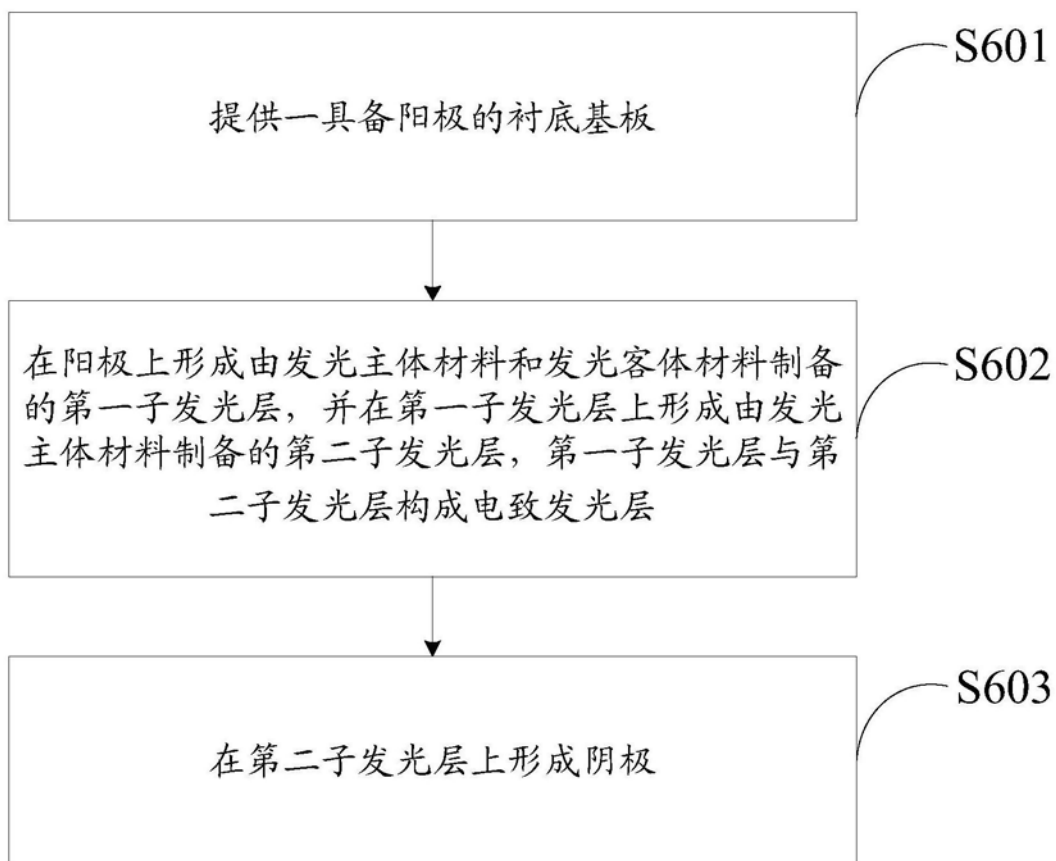 S601
提供一具备阳极的衬底基板
S602
在阳极上形成由发光主体材料和发光客体材料制备
的第一子发光层，并在第一子发光层上形成由发光
主体材料制备的第二子发光层，第一子发光层与第
二子发光层构成电致发光层
S603
在第二子发光层上形成阴极